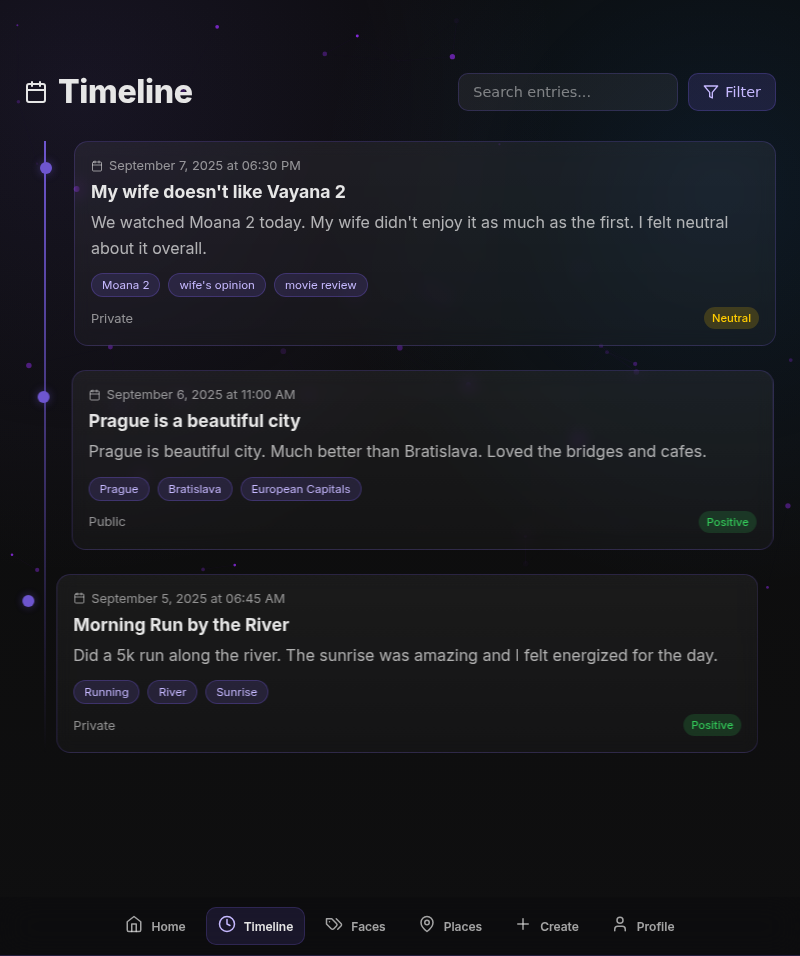 Timeline
Search entries...
Filter
September 7, 2025 at 06:30 PM
My wife doesn't like Vayana 2
We watched Moana 2 today. My wife didn't enjoy it as much as the first. I felt neutral
about it overall.
Moana 2 wife's opinion movie review
Private Neutral
September 6, 2025 at 11:00 AM
Prague is a beautiful city
Prague is beautiful city. Much better than Bratislava. Loved the bridges and cafes.
Prague Bratislava European Capitals
Public Positive
September 5, 2025 at 06:45 AM
Morning Run by the River
Did a 5k run along the river. The sunrise was amazing and I felt energized for the day.
Running River Sunrise
Private Positive
Home Timeline Faces Places Create Profile